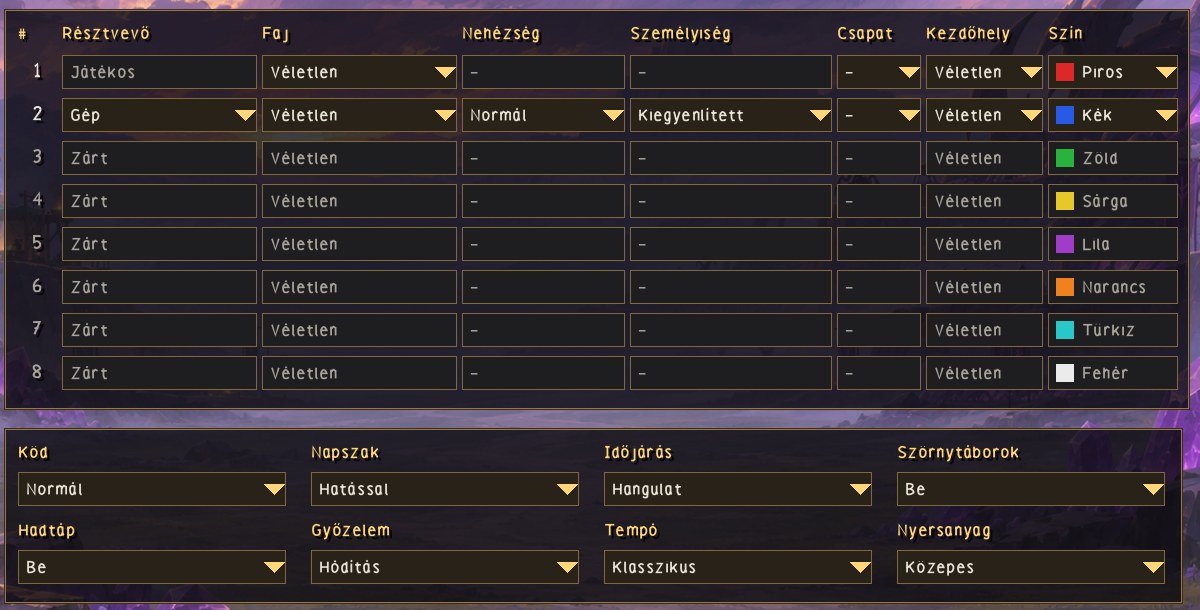 # Résztvevő Faj Nehézség Személyiség Csapat Kezdőhely Szín
1 Játékos Véletlen – – – Véletlen Piros
2 Gép Véletlen Normál Kiegyenlített – Véletlen Kék
3 Zárt Véletlen – – – Véletlen Zöld
4 Zárt Véletlen – – – Véletlen Sárga
5 Zárt Véletlen – – – Véletlen Lila
6 Zárt Véletlen – – – Véletlen Narancs
7 Zárt Véletlen – – – Véletlen Türkiz
8 Zárt Véletlen – – – Véletlen Fehér
Köd Napszak Időjárás Szörnytáborok
Normál Hatással Hangulat Be
Hadtáp Győzelem Tempó Nyersanyag
Be Hódítás Klasszikus Közepes